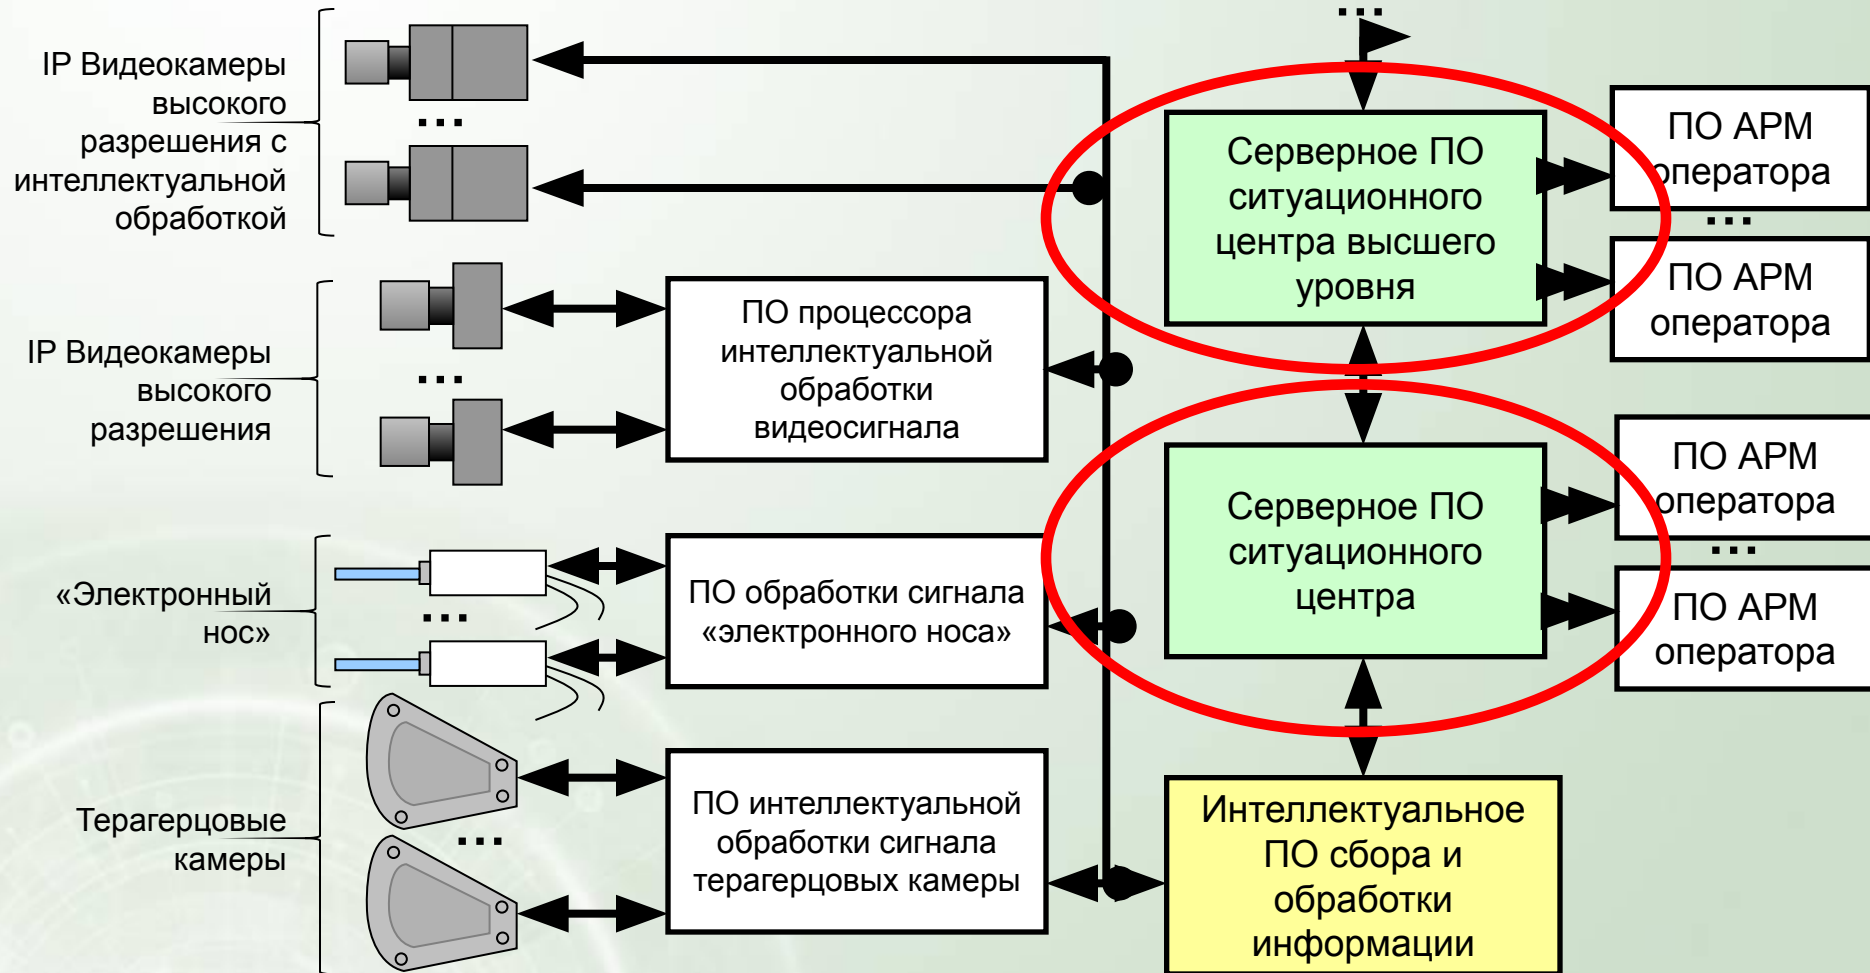 IP Видеокамеры
высокого
разрешения с
интеллектуальной
обработкой
...
IP Видеокамеры
высокого
разрешения
...
ПО процессора
интеллектуальной
обработки
видеосигнала
«Электронный
нос»
...
ПО обработки сигнала
«электронного носа»
Терагерцовые
камеры
...
ПО интеллектуальной
обработки сигнала
терагерцовых камеры
...
Серверное ПО
ситуационного
центра высшего
уровня
ПО АРМ
оператора
...
ПО АРМ
оператора
Серверное ПО
ситуационного
центра
ПО АРМ
оператора
...
ПО АРМ
оператора
Интеллектуальное
ПО сбора и
обработки
информации